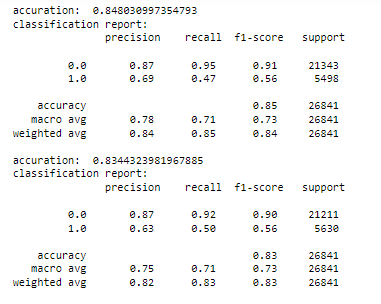 accuration:  0.848030997354793
classification report:
precision recall f1-score support
0.0 0.87 0.95 0.91 21343
1.0 0.69 0.47 0.56 5498
accuracy 0.85 26841
macro avg 0.78 0.71 0.73 26841
weighted avg 0.84 0.85 0.84 26841
accuration:  0.8344323981967885
classification report:
precision recall f1-score support
0.0 0.87 0.92 0.90 21211
1.0 0.63 0.50 0.56 5630
accuracy 0.83 26841
macro avg 0.75 0.71 0.73 26841
weighted avg 0.82 0.83 0.83 26841